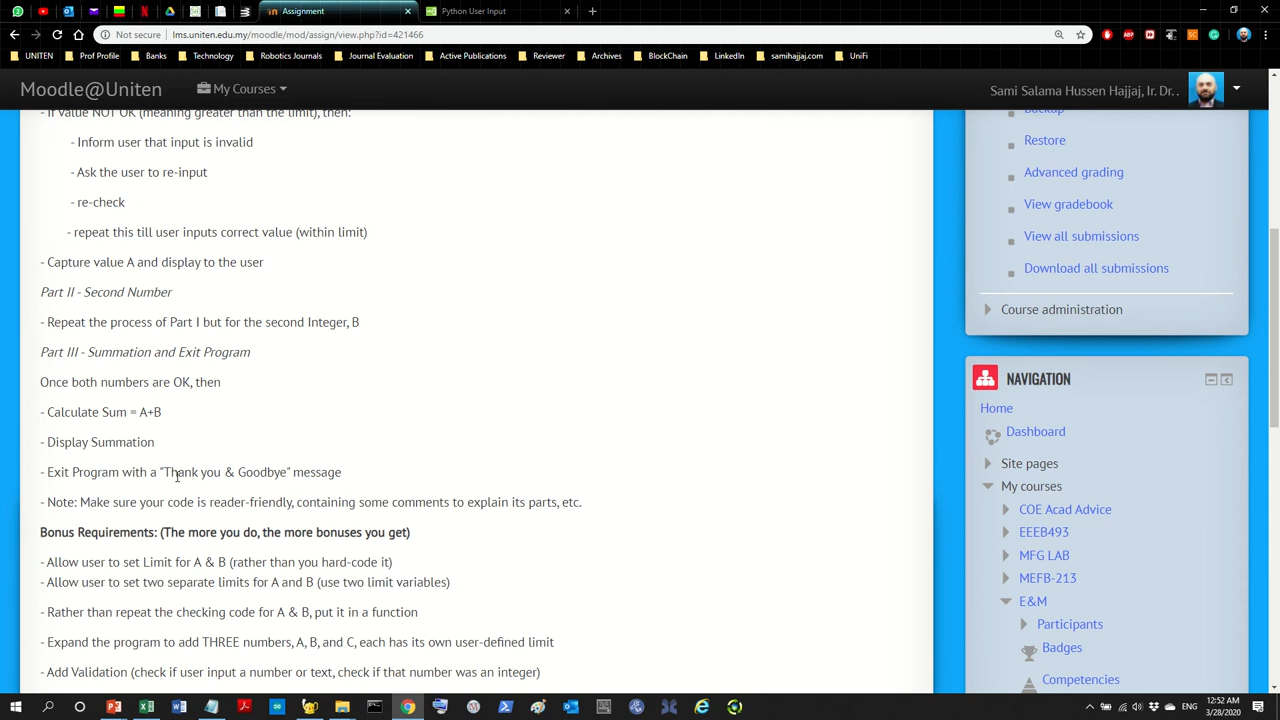 Assignment
Python User Input
Not secure | lms.uniten.edu.my/moodle/mod/assign/view.php?id=421466
UNITEN
Prof Profile
Banks
Technology
Robotics Journals
Journal Evaluation
Active Publications
Reviewer
Archives
BlockChain
LinkedIn
samihajjaj.com
UniFi
Moodle@Uniten
My Courses
Sami Salama Hussen Hajjaj, Ir. Dr. .
- If value NOT OK (meaning greater than the limit), then:
- Inform user that input is invalid
- Ask the user to re-input
- re-check
- repeat this till user inputs correct value (within limit)
- Capture value A and display to the user
Part II - Second Number
- Repeat the process of Part I but for the second Integer, B
Part III - Summation and Exit Program
Once both numbers are OK, then
- Calculate Sum = A+B
- Display Summation
- Exit Program with a "Thank you & Goodbye" message
- Note: Make sure your code is reader-friendly, containing some comments to explain its parts, etc.
Bonus Requirements: (The more you do, the more bonuses you get)
- Allow user to set Limit for A & B (rather than you hard-code it)
- Allow user to set two separate limits for A and B (use two limit variables)
- Rather than repeat the checking code for A & B, put it in a function
- Expand the program to add THREE numbers, A, B, and C, each has its own user-defined limit
- Add Validation (check if user input a number or text, check if that number was an integer)
Backup
Restore
Advanced grading
View gradebook
View all submissions
Download all submissions
Course administration
NAVIGATION
Home
Dashboard
Site pages
My courses
COE Acad Advice
EEEB493
MFG LAB
MEFB-213
E&M
Participants
Badges
Competencies
ENG
12:52 AM
3/28/2020